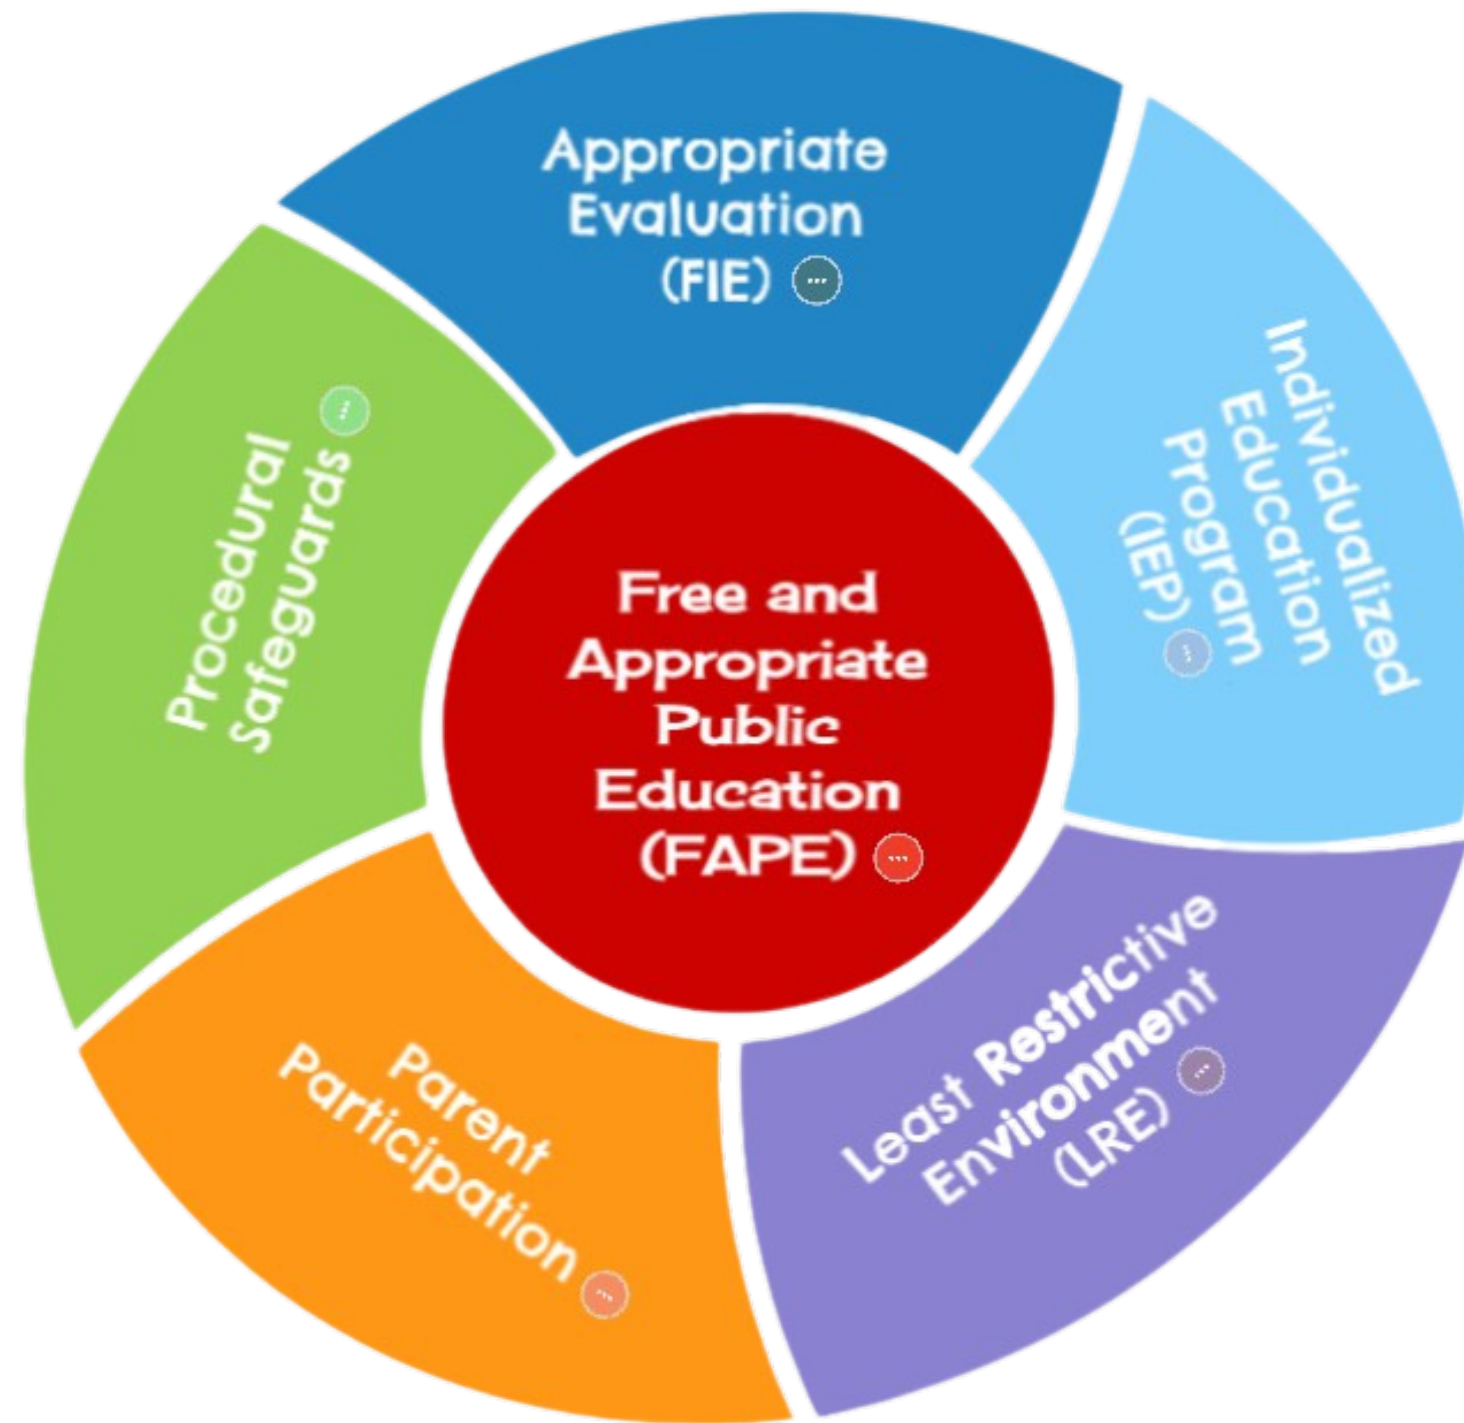 Appropriate
Evaluation
(FIE)
Individualized
Education
Program
(IEP)
Least Restrictive
Environment
(LRE)
Parent
Participation
Procedural
Safeguards
Free and
Appropriate
Public
Education
(FAPE)